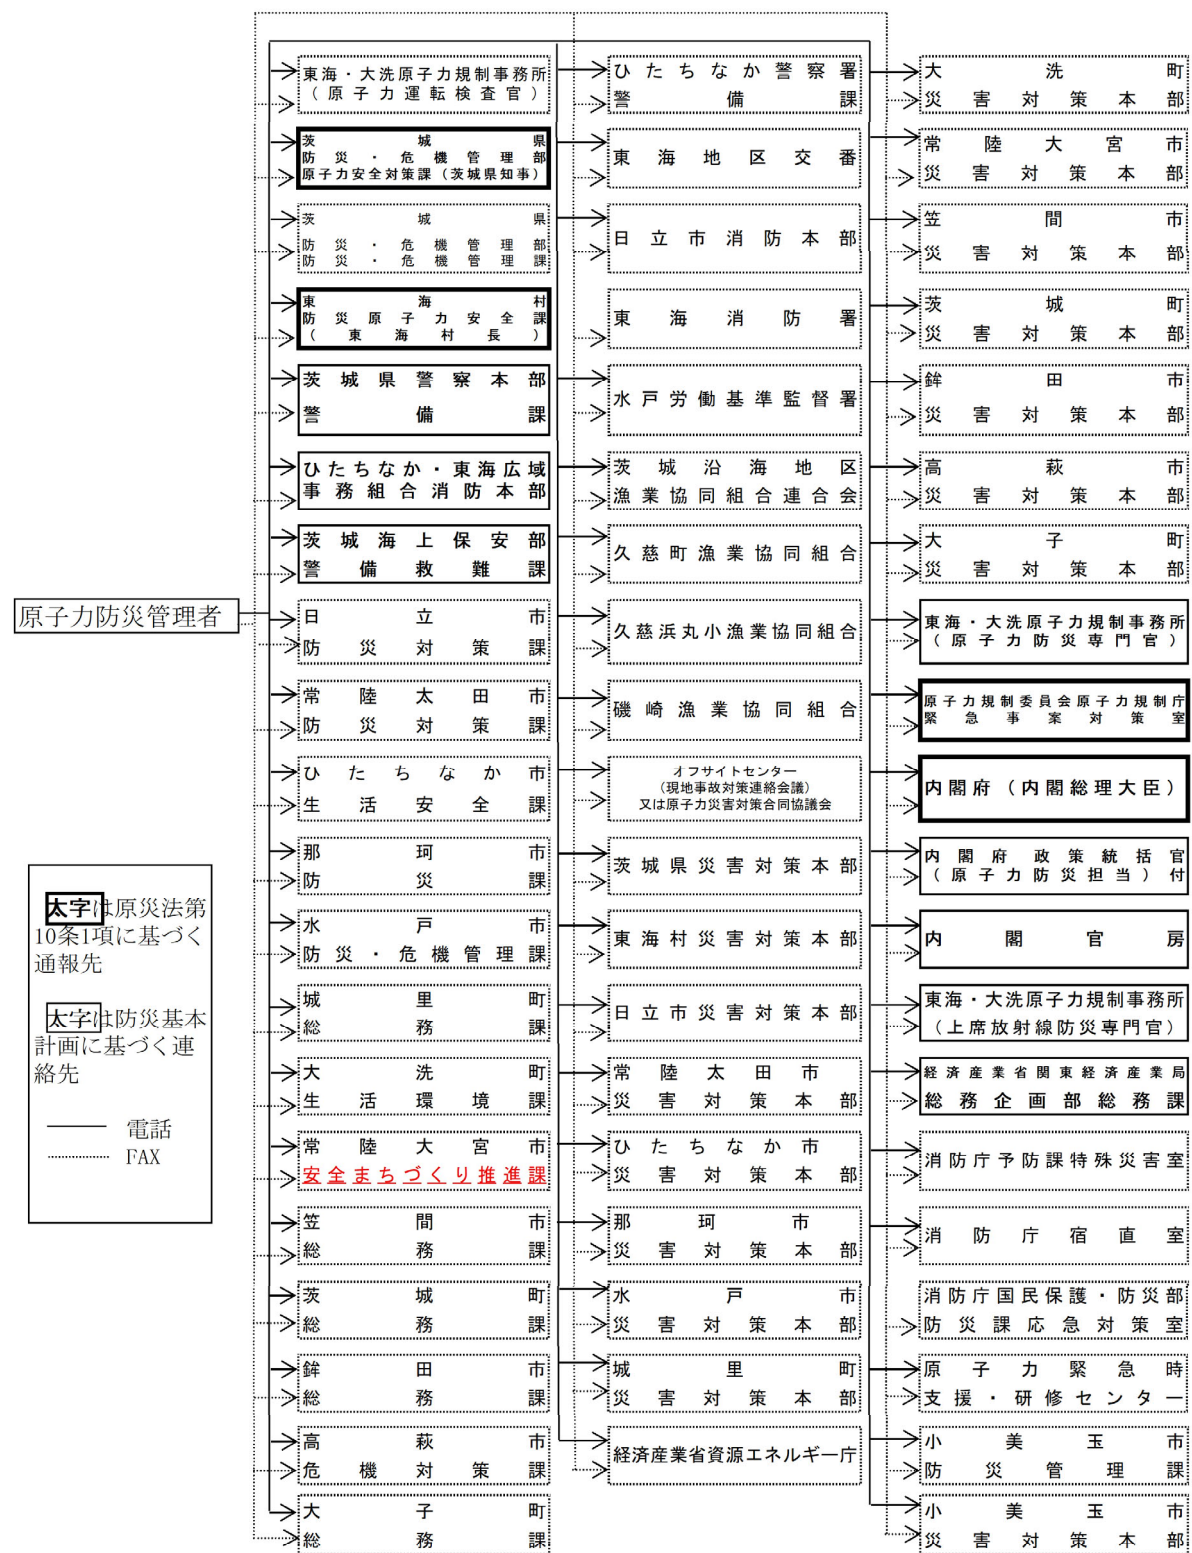 原子力防災管理者
太字は原災法第
10条1項に基づく
通報先
太字は防災基本
計画に基づく連
絡先
電話
FAX
東海・大洗原子力規制事務所
（原子力運転検査官）
茨城県
防災・危機管理部
原子力安全対策課（茨城県知事）
茨城県
防災・危機管理部
防災・危機管理課
東海村
防災原子力安全課
（東海村長）
茨城県警察本部
警備課
ひたちなか・東海広域
事務組合消防本部
茨城海上保安部
警備救難課
日立市
防災対策課
常陸太田市
防災対策課
ひたちなか市
生活安全課
那珂市
防災課
水戸市
防災・危機管理課
城里町
総務課
大洗町
生活環境課
常陸大宮市
安全まちづくり推進課
笠間市
総務課
茨城町
総務課
鉾田市
総務課
高萩市
危機対策課
大子町
総務課
ひたちなか警察署
警備課
東海地区交番
日立市消防本部
東海消防署
水戸労働基準監督署
茨城沿海地区
漁業協同組合連合会
久慈町漁業協同組合
久慈浜丸小漁業協同組合
磯崎漁業協同組合
オフサイトセンター
（現地事故対策連絡会議）
又は原子力災害対策合同協議会
茨城県災害対策本部
東海村災害対策本部
日立市災害対策本部
常陸太田市
災害対策本部
ひたちなか市
災害対策本部
那珂市
災害対策本部
水戸市
災害対策本部
城里町
災害対策本部
経済産業省資源エネルギー庁
大洗町
災害対策本部
常陸大宮市
災害対策本部
笠間市
災害対策本部
茨城町
災害対策本部
鉾田市
災害対策本部
高萩市
災害対策本部
大子町
災害対策本部
東海・大洗原子力規制事務所
（原子力防災専門官）
原子力規制委員会原子力規制庁
緊急事案対策室
内閣府（内閣総理大臣）
内閣府政策統括官
（原子力防災担当）付
内閣官房
東海・大洗原子力規制事務所
（上席放射線防災専門官）
経済産業省関東経済産業局
総務企画部総務課
消防庁予防課特殊災害室
消防庁宿直室
消防庁国民保護・防災部
防災課応急対策室
原子力緊急時
支援・研修センター
小美玉市
防災管理課
小美玉市
災害対策本部